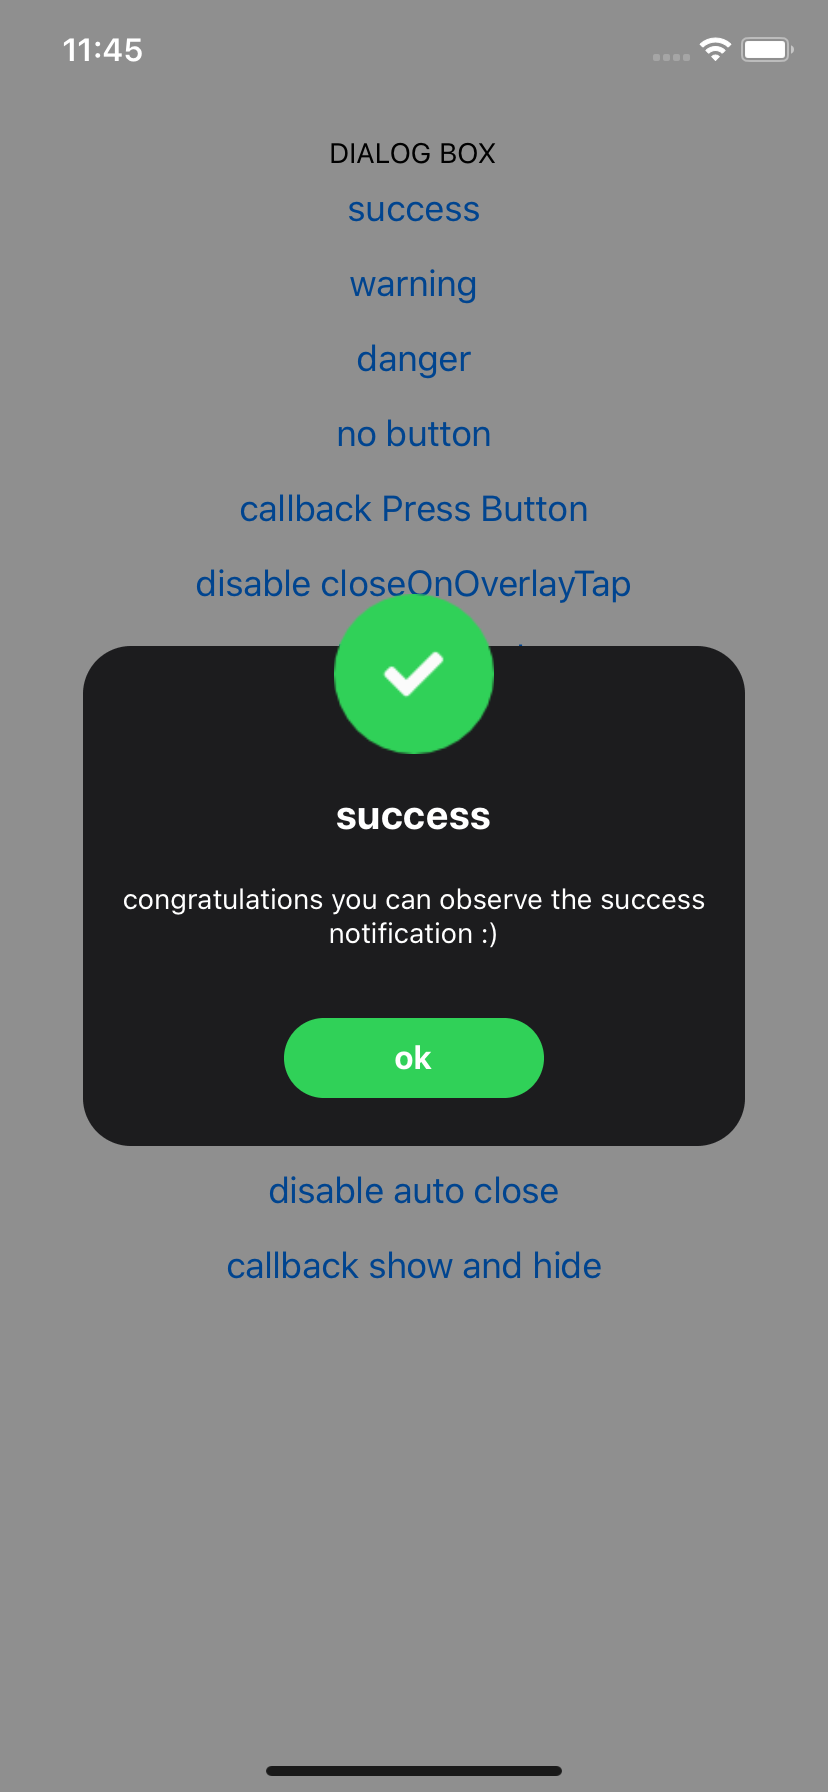 11:45
DIALOG BOX
success
warning
danger
no button
callback Press Button
disable closeOnOverlayTap
success
congratulations you can observe the success
notification :)
ok
disable auto close
callback show and hide